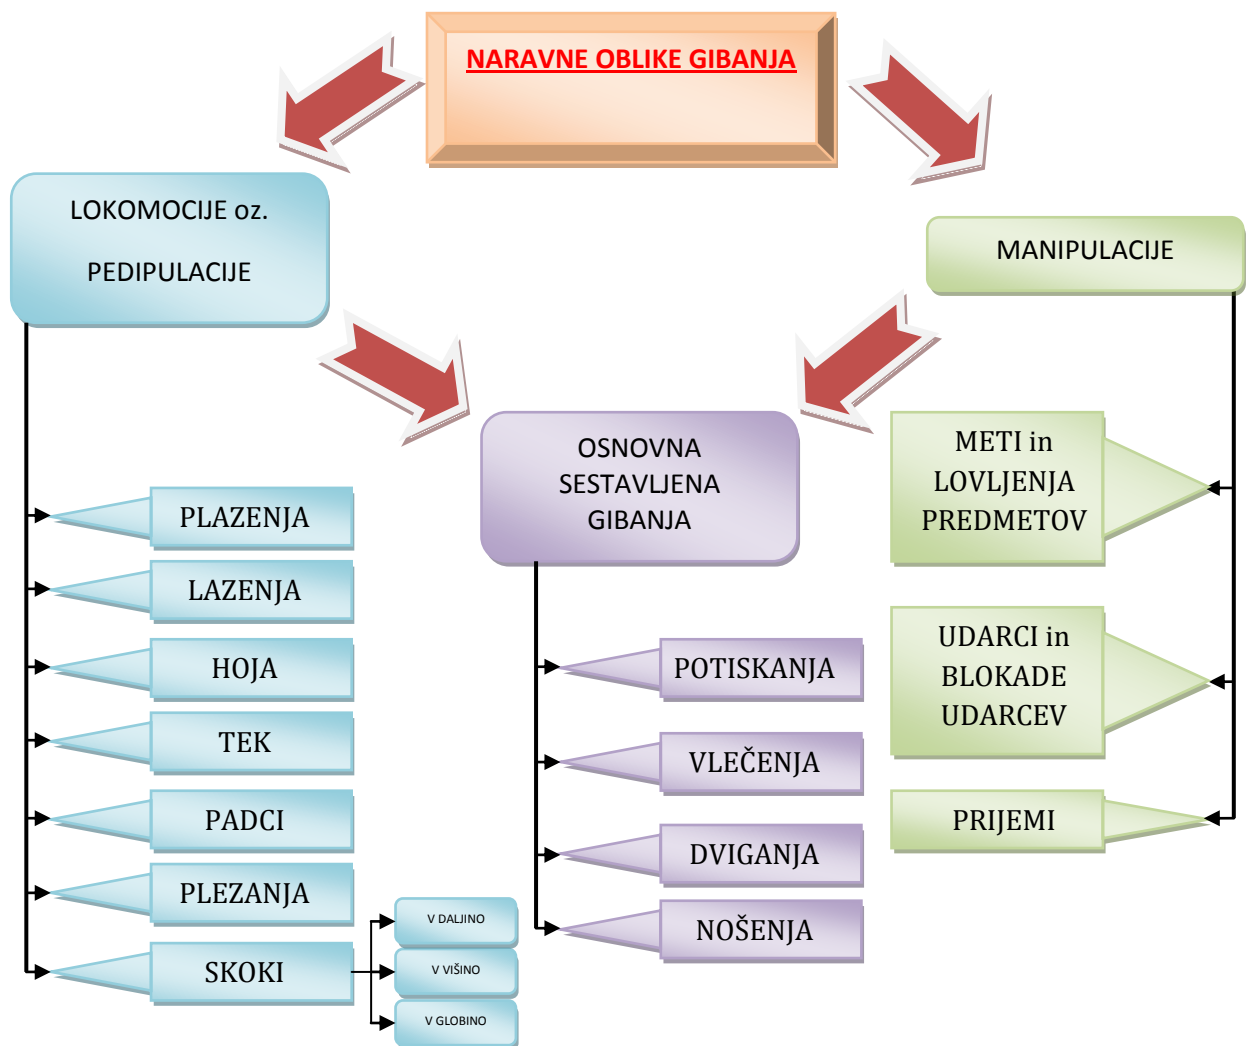 NARAVNE OBLIKE GIBANJA
LOKOMOCIJE oz.
PEDIPULACIJE
MANIPULACIJE
OSNOVNA
SESTAVLJENA
GIBANJA
PLAZENJA
LAZENJA
HOJA
TEK
PADCI
PLEZANJA
SKOKI
V DALJINO
V VIŠINO
V GLOBINO
POTISKANJA
VLEČENJA
DVIGANJA
NOŠENJA
METI in
LOVLJENJA
PREDMETOV
UDARCI in
BLOKADE
UDARCEV
PRIJEMI